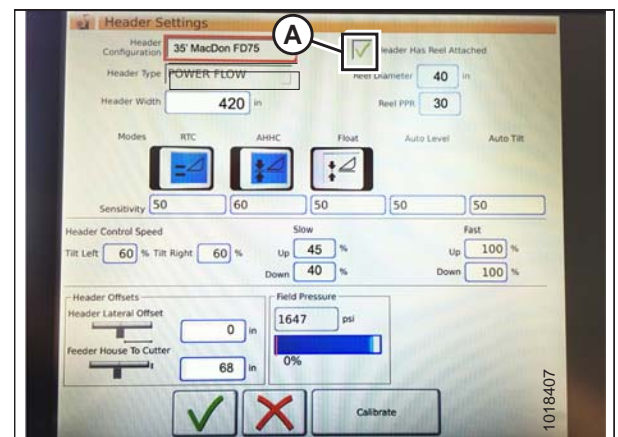 Header Settings
Header Configuration 35' MacDon FD75
A
Header Has Reel Attached
Header Type POWER FLOW
Reel Diameter 40 in
Header Width 420 in
Reel PPR 30
Modes RTC AHHC Float Auto Level Auto Tilt
Sensitivity 50 60 50 50 50
Header Control Speed
Slow Fast
Tilt Left 60 % Tilt Right 60 % Up 45 % Up 100 %
Down 40 % Down 100 %
Header Offsets Field Pressure
Header Lateral Offset
0 in
1647 psi
Feeder House To Cutter
68 in
0%
Calibrate
1018407